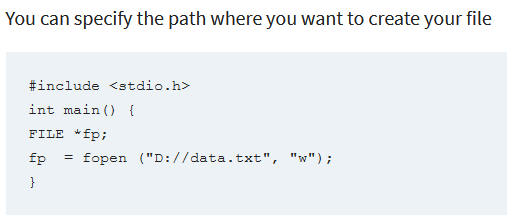 You can specify the path where you want to create your file
#include <stdio.h>
int main() {
FILE *fp;
fp  = fopen ("D://data.txt", "w");
}